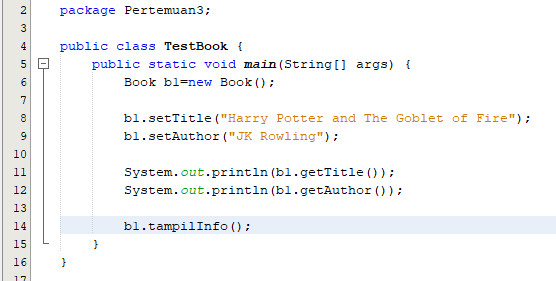 2 package Pertemuan3;
3
4 public class TestBook {
5 public static void main(String[] args) {
6 Book b1=new Book();
7
8 b1.setTitle("Harry Potter and The Goblet of Fire");
9 b1.setAuthor("JK Rowling");
10
11 System.out.println(b1.getTitle());
12 System.out.println(b1.getAuthor());
13
14 b1.tampilInfo();
15 }
16 }
17